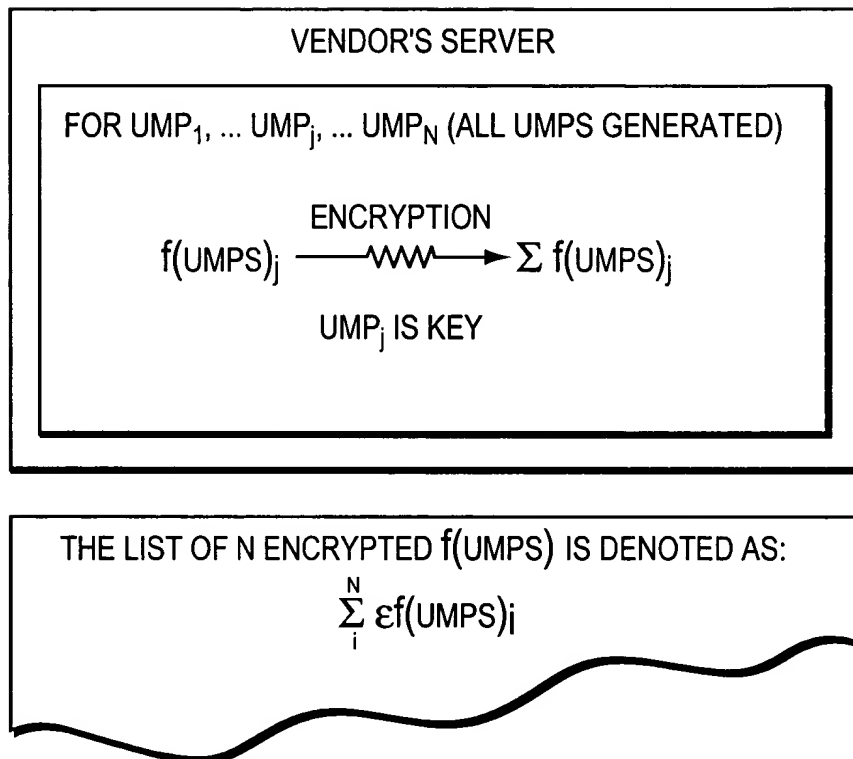 VENDOR'S SERVER
FOR UMP₁, ... UMPⱼ, ... UMP_N (ALL UMPS GENERATED)
ENCRYPTION
f(UMPS)ⱼ Σ f(UMPS)ⱼ
UMPⱼ IS KEY
THE LIST OF N ENCRYPTED f(UMPS) IS DENOTED AS:
N
Σ εf(UMPS)i
i